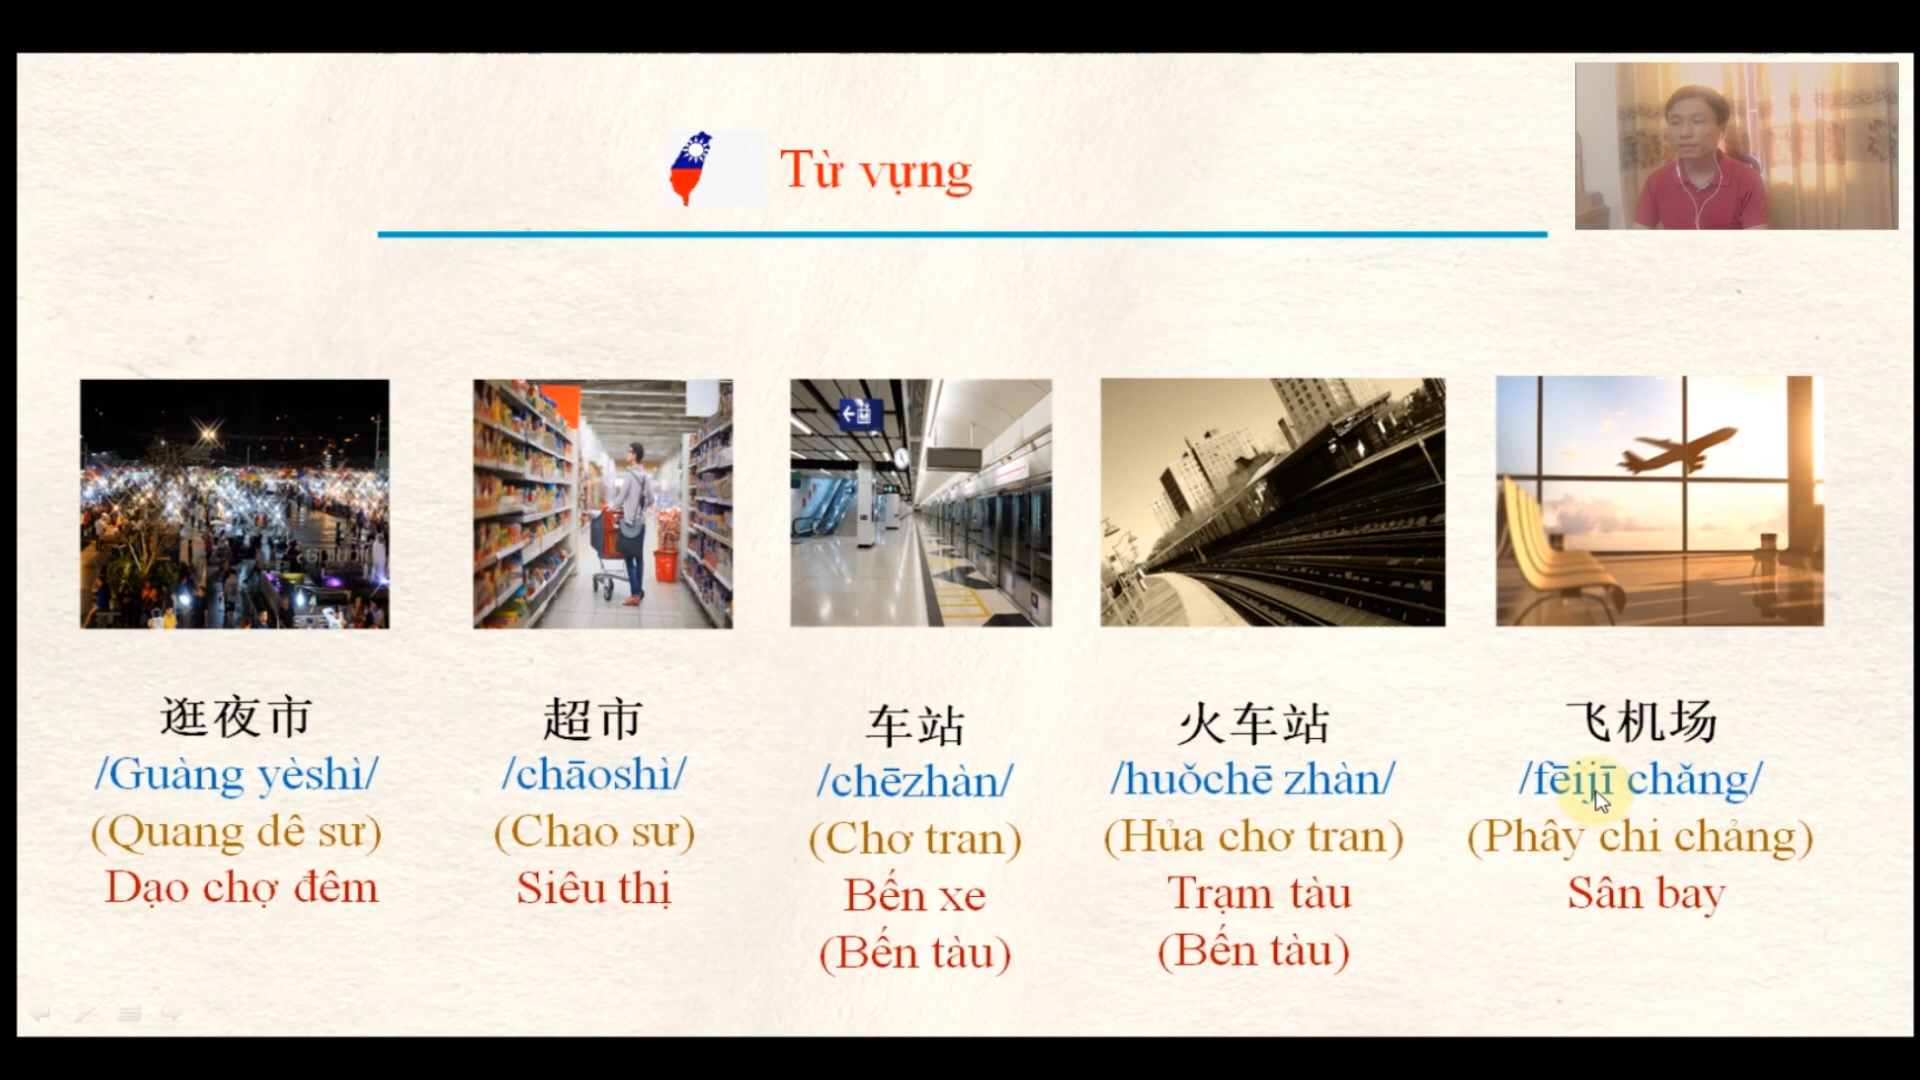 Từ vựng
逛夜市
/Guàng yèshì/
(Quang dê sư)
Dạo chợ đêm
超市
/chāoshì/
(Chao sư)
Siêu thị
车站
/chēzhàn/
(Chơ tran)
Bến xe
(Bến tàu)
火车站
/huǒchē zhàn/
(Hủa chơ tran)
Trạm tàu
(Bến tàu)
飞机场
/fēijī chǎng/
(Phây chi chảng)
Sân bay